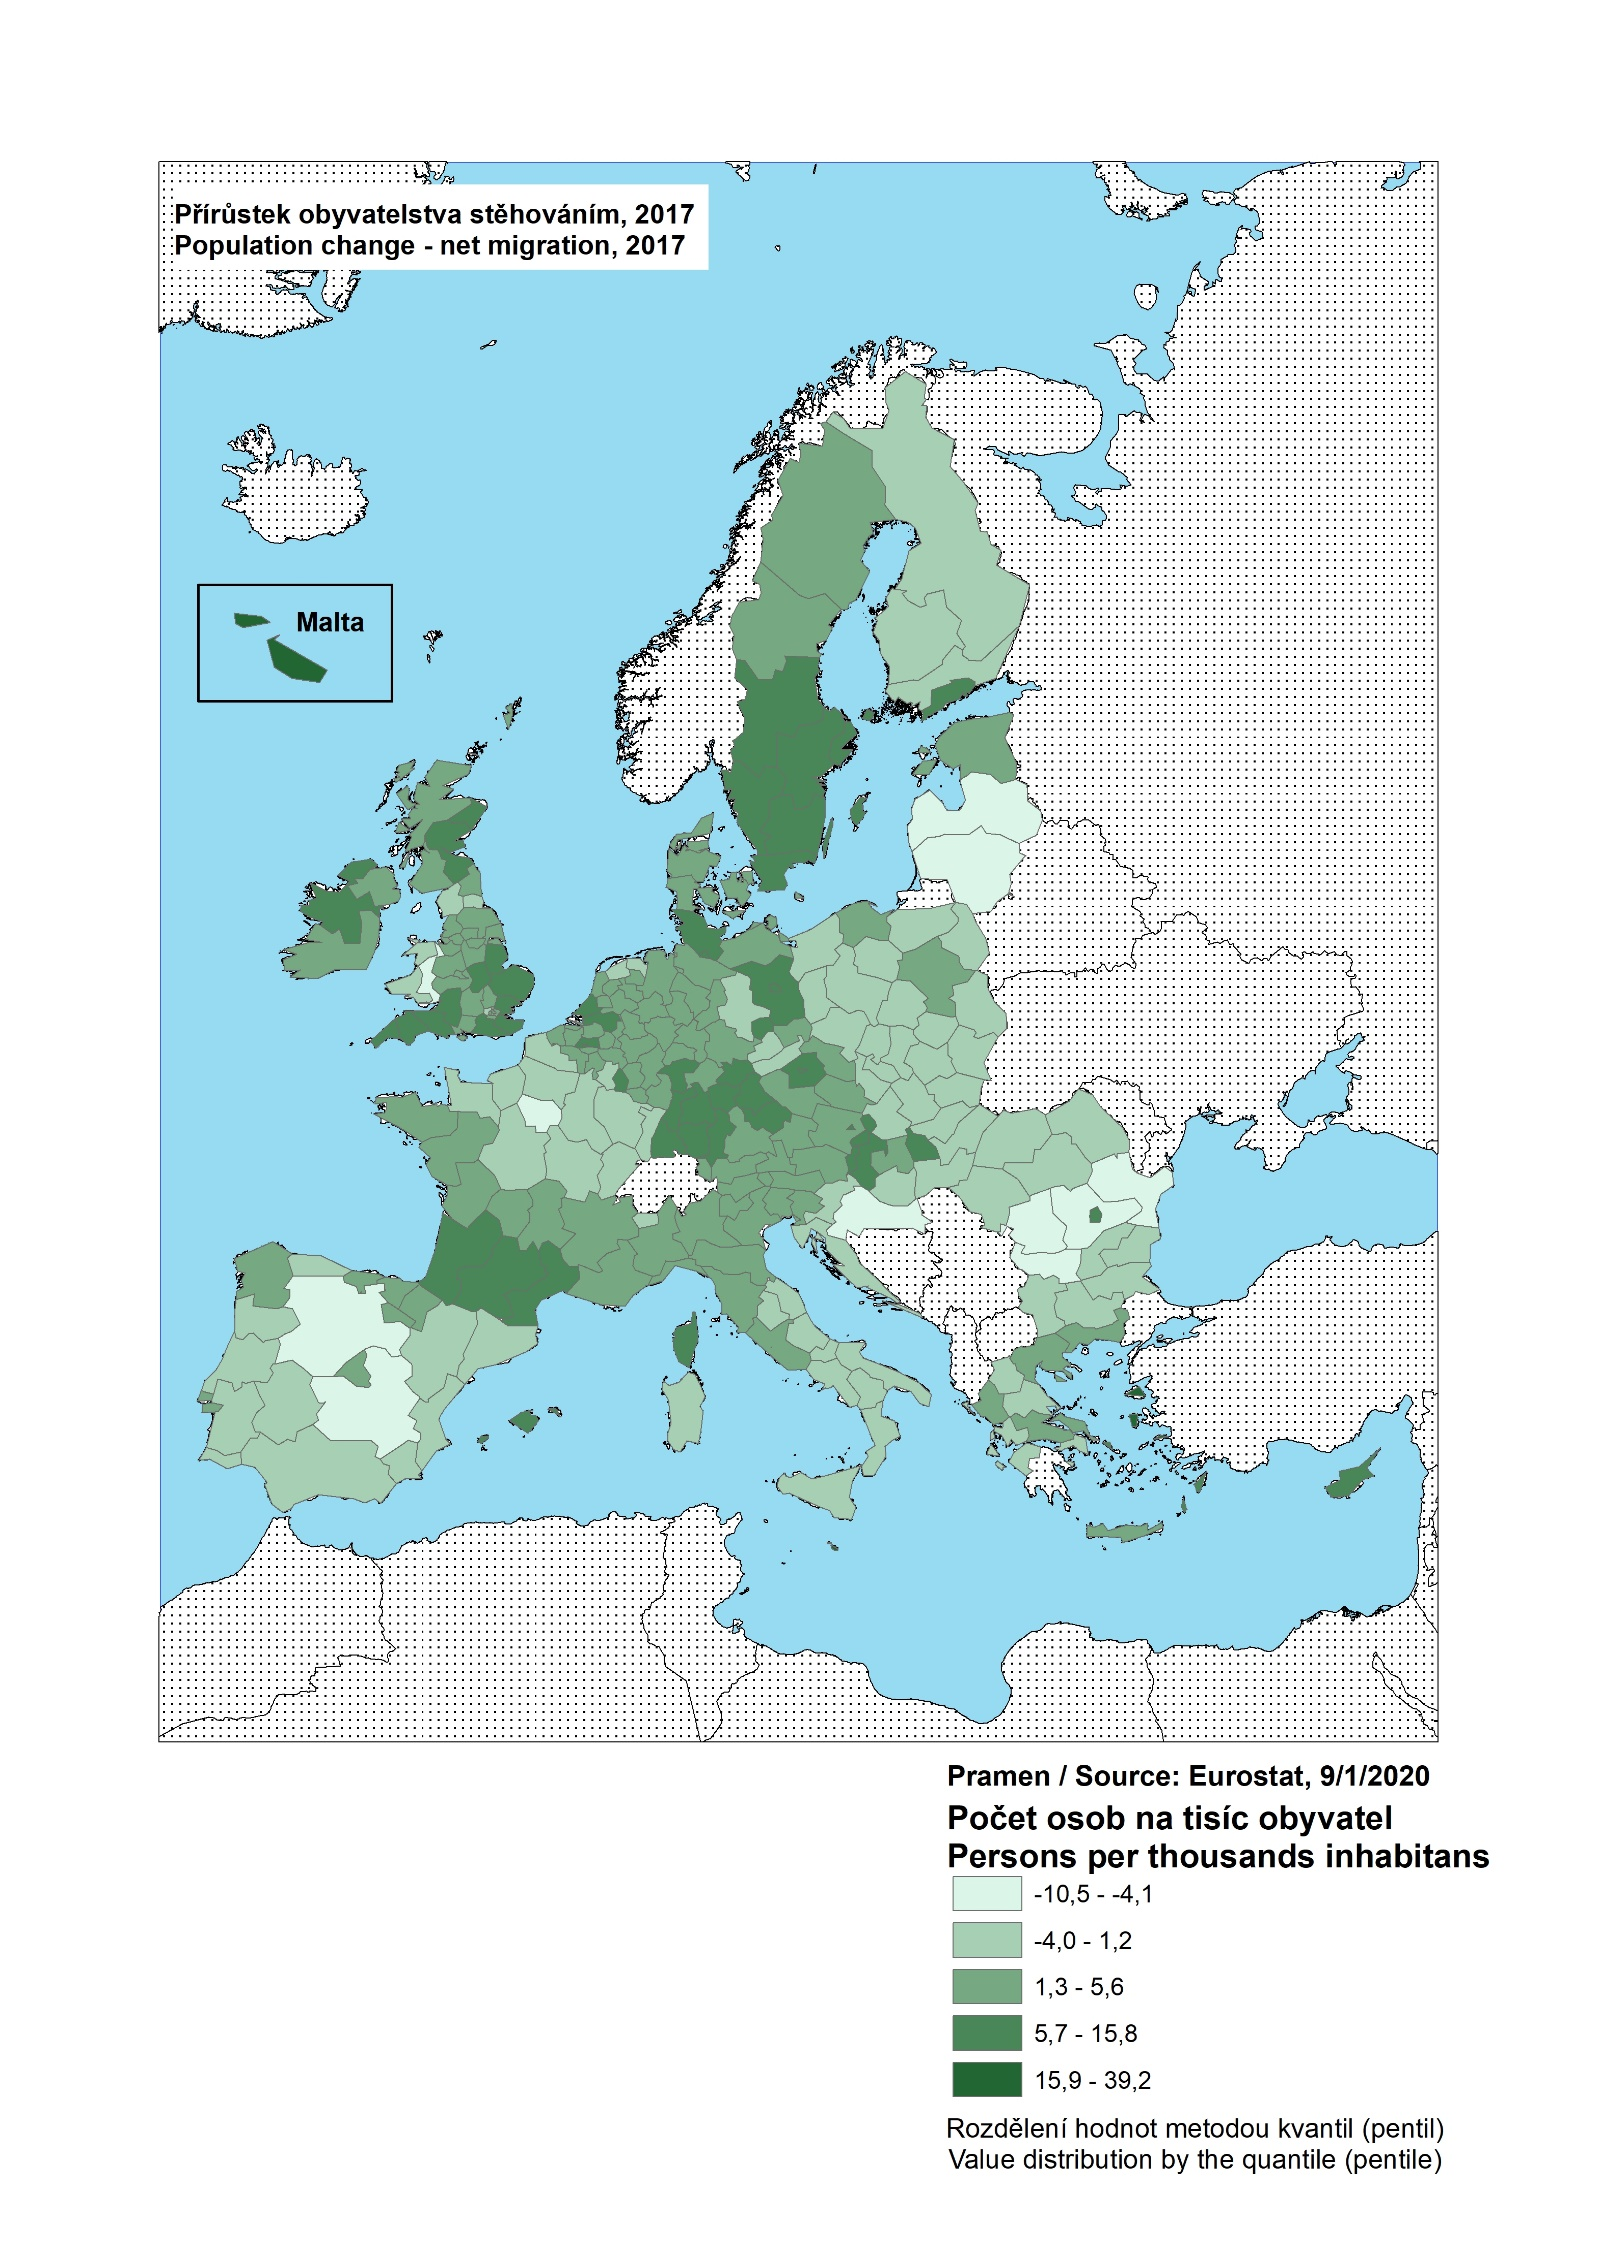 Přírůstek obyvatelstva stěhováním, 2017
Population change - net migration, 2017
Malta
Pramen / Source: Eurostat, 9/1/2020
Počet osob na tisíc obyvatel
Persons per thousands inhabitans
-10,5 - -4,1
-4,0 - 1,2
1,3 - 5,6
5,7 - 15,8
15,9 - 39,2
Rozdělení hodnot metodou kvantil (pentil)
Value distribution by the quantile (pentile)